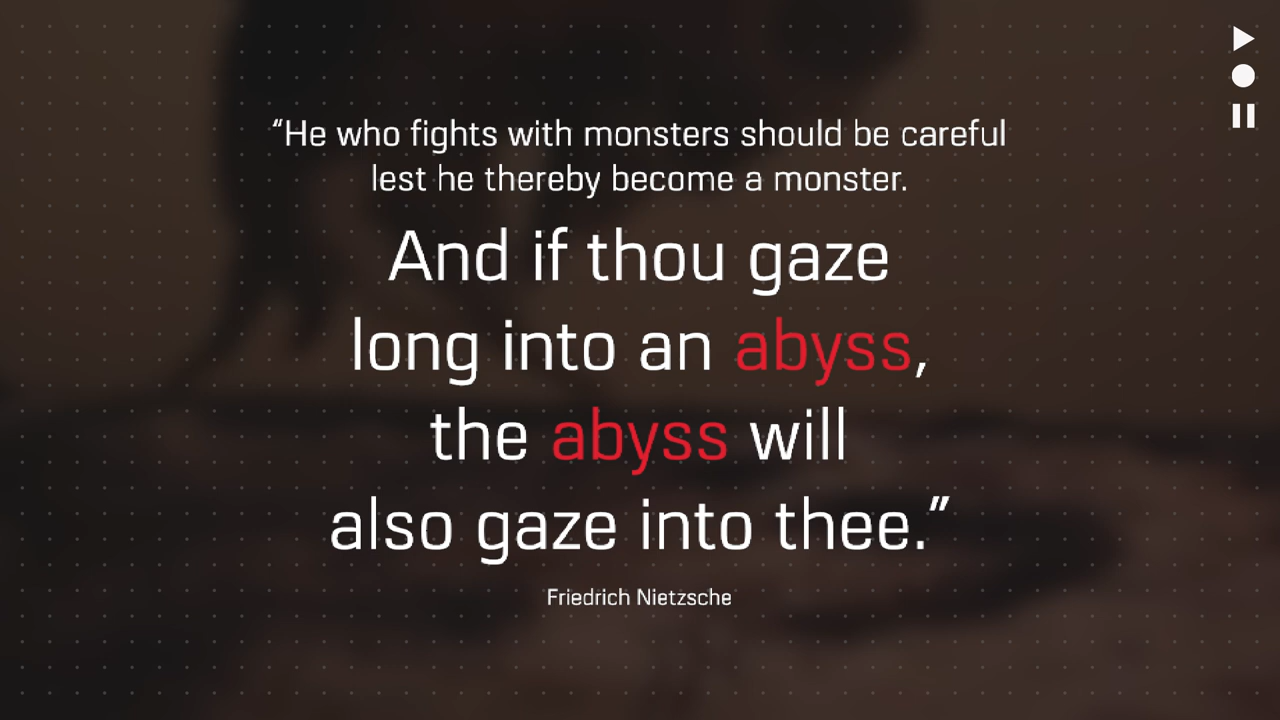 “He who fights with monsters should be careful
lest he thereby become a monster.
And if thou gaze
long into an abyss,
the abyss will
also gaze into thee.”
Friedrich Nietzsche